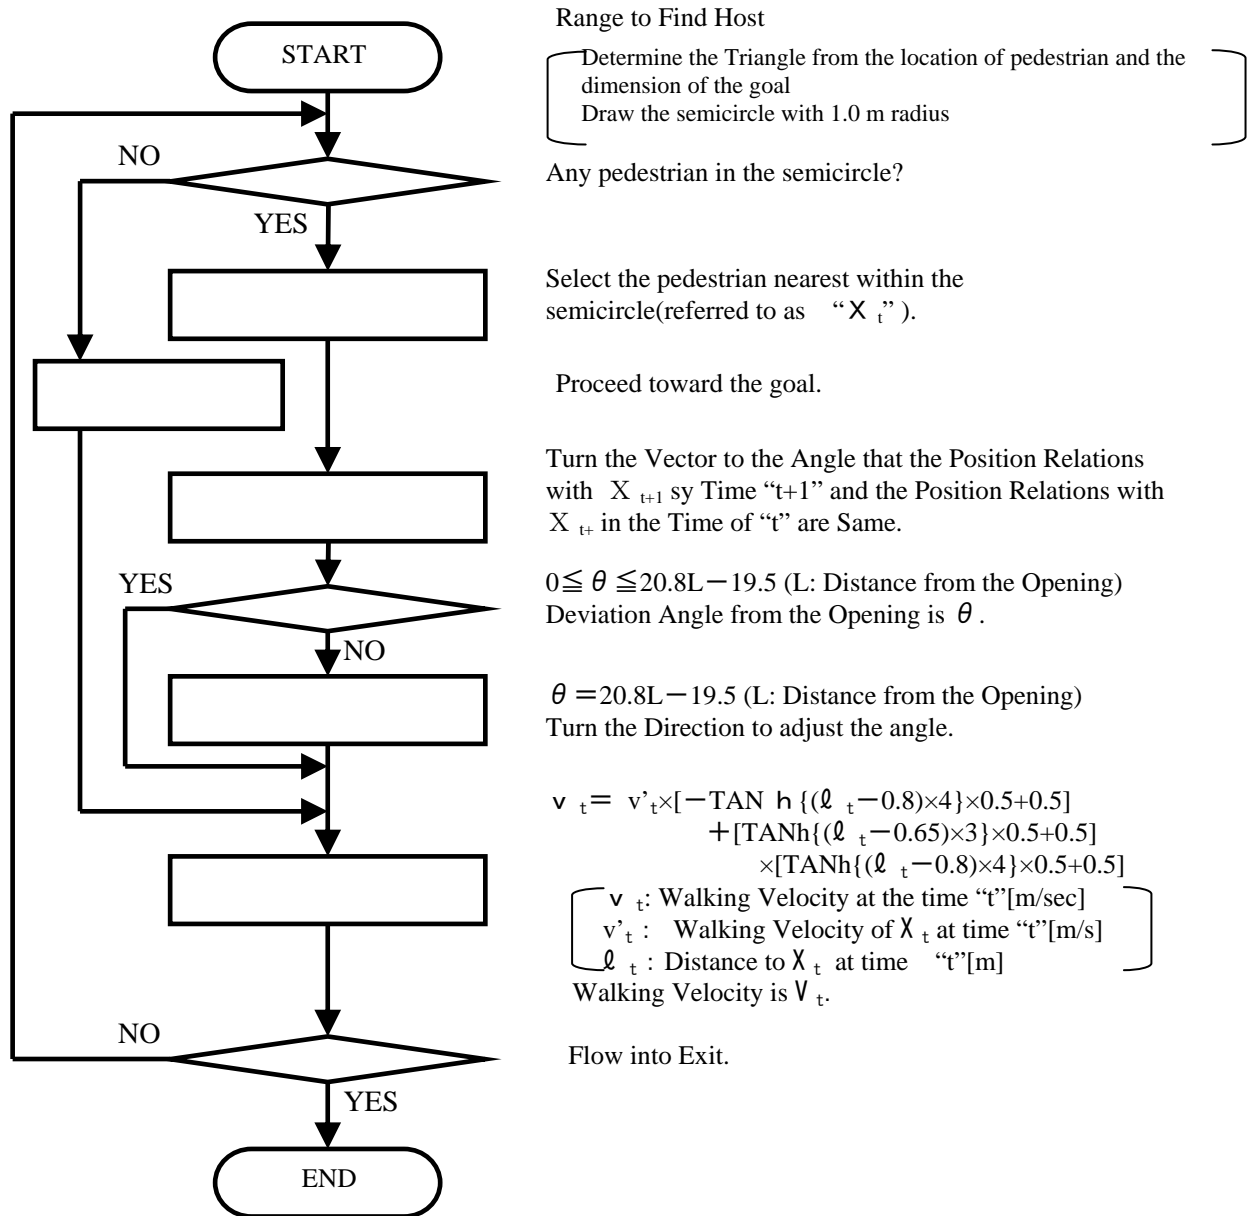 Range to Find Host
START
Determine the Triangle from the location of pedestrian and the
dimension of the goal
Draw the semicircle with 1.0 m radius
NO
Any pedestrian in the semicircle?
YES
Select the pedestrian nearest within the
semicircle(referred to as “X t” ).
Proceed toward the goal.
Turn the Vector to the Angle that the Position Relations
with X t+1 sy Time “t+1” and the Position Relations with
X t+ in the Time of “t” are Same.
YES
0≦ θ ≦20.8L－19.5 (L: Distance from the Opening)
Deviation Angle from the Opening is θ .
NO
θ＝20.8L－19.5 (L: Distance from the Opening)
Turn the Direction to adjust the angle.
v t＝ v’t×[－TAN h {(ℓ t－0.8)×4}×0.5+0.5]
＋[TANh{(ℓ t－0.65)×3}×0.5+0.5]
×[TANh{(ℓ t－0.8)×4}×0.5+0.5]
v t: Walking Velocity at the time “t”[m/sec]
v’t : Walking Velocity of X t at time “t”[m/s]
ℓ t : Distance to X t at time “t”[m]
Walking Velocity is V t.
NO
Flow into Exit.
YES
END